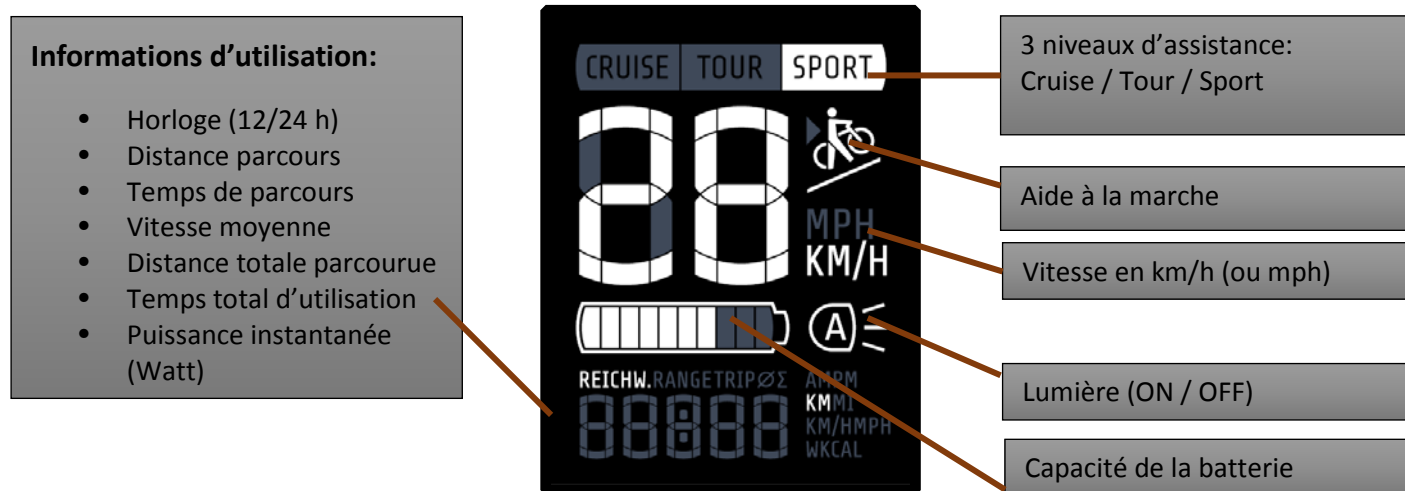 Informations d’utilisation:
• Horloge (12/24 h)
• Distance parcours
• Temps de parcours
• Vitesse moyenne
• Distance totale parcourue
• Temps total d’utilisation
• Puissance instantanée
(Watt)
CRUISE TOUR SPORT
28
MPH
KM/H
A
REICHW.RANGETRIPØΣ AMPM
KMMI
KM/HMPH
WKCAL
3 niveaux d’assistance:
Cruise / Tour / Sport
Aide à la marche
Vitesse en km/h (ou mph)
Lumière (ON / OFF)
Capacité de la batterie